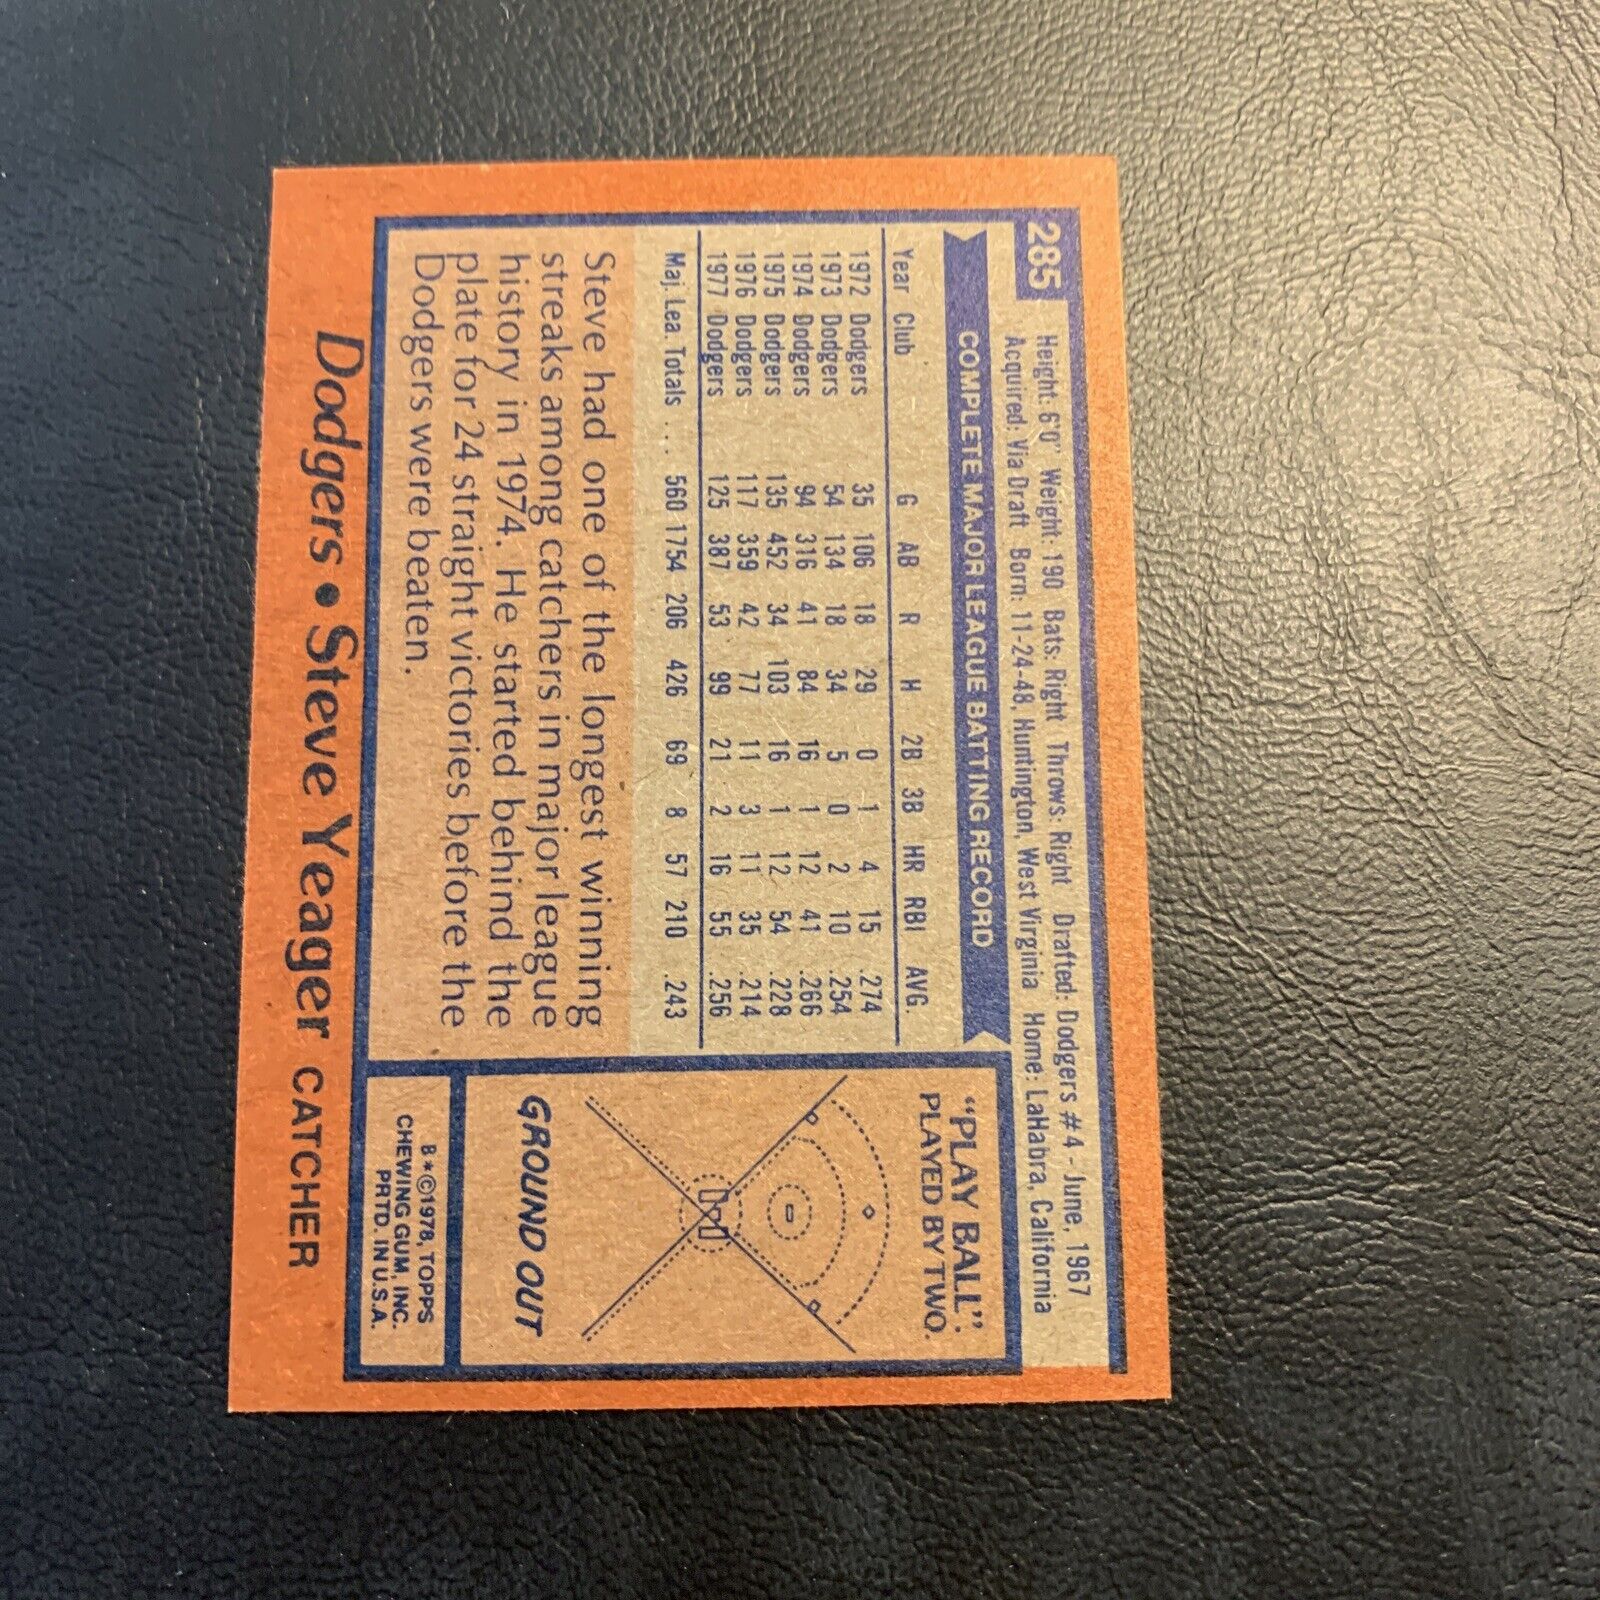 285
Height: 6'0" Weight: 190 Bats: Right Throws: Right Drafted: Dodgers #4 - June, 1967
Acquired: Via Draft Born: 11-24-48, Huntington, West Virginia Home: LaHabra, California
COMPLETE MAJOR LEAGUE BATTING RECORD
Year Club G AB R H 2B 3B HR RBI AVG.
1972 Dodgers 35 106 18 29 0 1 4 15 .274
1973 Dodgers 54 134 18 34 5 0 2 10 .254
1974 Dodgers 94 316 41 84 16 1 12 41 .266
1975 Dodgers 135 452 34 103 16 1 12 54 .228
1976 Dodgers 117 359 42 77 11 3 11 35 .214
1977 Dodgers 125 387 53 99 21 2 16 55 .256
Maj. Lea. Totals ... 560 1754 206 426 69 8 57 210 .243
Steve had one of the longest winning
streaks among catchers in major league
history in 1974. He started behind the
plate for 24 straight victories before the
Dodgers were beaten.
"PLAY BALL":
PLAYED BY TWO.
GROUND OUT
B*©1978, TOPPS
CHEWING GUM, INC.
PRTD. IN U.S.A.
Dodgers • Steve Yeager CATCHER